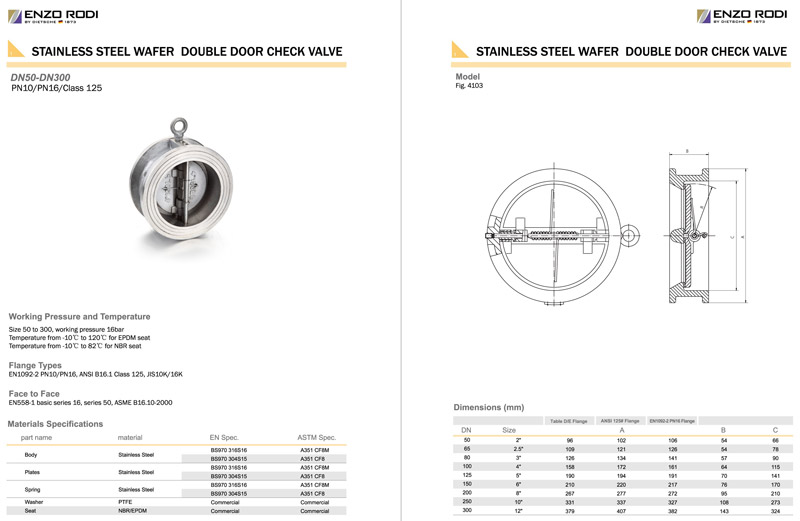 ENZO RODI
BY DIETSCHE 1873
STAINLESS STEEL WAFER DOUBLE DOOR CHECK VALVE
DN50-DN300
PN10/PN16/Class 125
Working Pressure and Temperature
Size 50 to 300, working pressure 16bar
Temperature from -10℃ to 120℃ for EPDM seat
Temperature from -10℃ to 82℃ for NBR seat
Flange Types
EN1092-2 PN10/PN16, ANSI B16.1 Class 125, JIS10K/16K
Face to Face
EN558-1 basic series 16, series 50, ASME B16.10-2000
Materials Specifications
part name material EN Spec. ASTM Spec.
Body Stainless Steel BS970 316S16 A351 CF8M
BS970 304S15 A351 CF8
Plates Stainless Steel BS970 316S16 A351 CF8M
BS970 304S15 A351 CF8
Spring Stainless Steel BS970 316S16 A351 CF8M
BS970 304S15 A351 CF8
Washer PTFE Commercial Commercial
Seat NBR/EPDM Commercial Commercial
ENZO RODI
BY DIETSCHE 1873
STAINLESS STEEL WAFER DOUBLE DOOR CHECK VALVE
Model
Fig. 4103
B
R
C
A
Dimensions (mm)
Table D/E Flange ANSI 125# Flange EN1092-2 PN16 Flange
DN Size A B C
50 2" 96 102 106 54 66
65 2.5" 109 121 126 54 78
80 3" 126 134 141 57 90
100 4" 158 172 161 64 115
125 5" 190 194 191 70 141
150 6" 210 220 217 76 170
200 8" 267 277 272 95 210
250 10" 331 337 327 108 273
300 12" 379 407 382 143 324